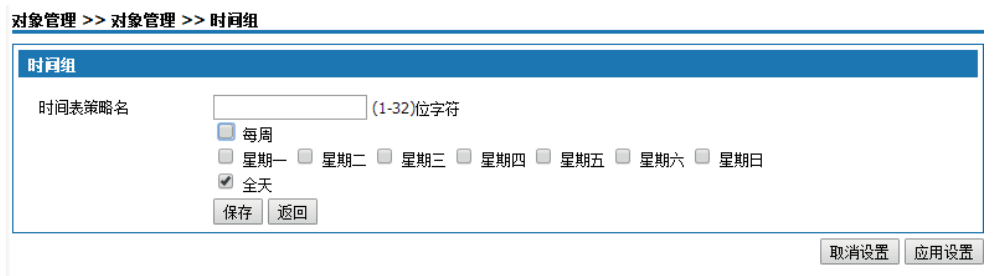 对象管理 >> 对象管理 >> 时间组
时间组
时间表策略名 (1-32)位字符
每周
星期一 星期二 星期三 星期四 星期五 星期六 星期日
全天
保存 返回
取消设置 应用设置